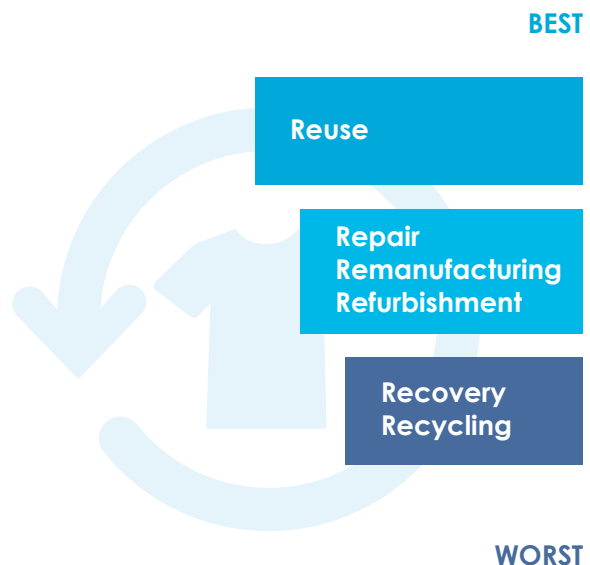 BEST
Reuse
Repair
Remanufacturing
Refurbishment
Recovery
Recycling
WORST